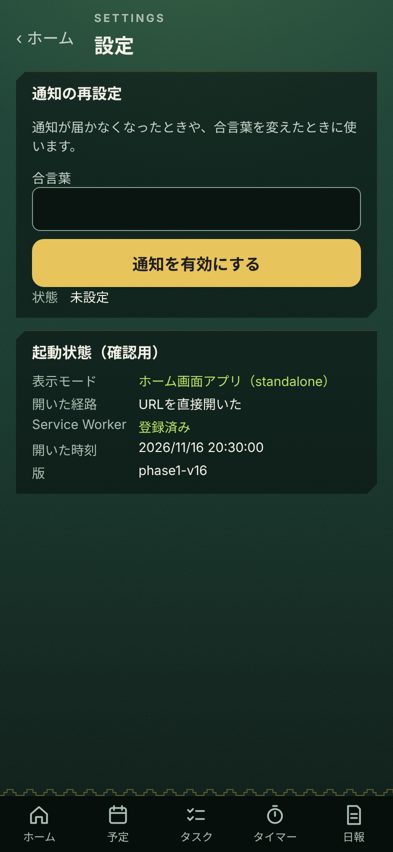 SETTINGS
‹ ホーム
設定
通知の再設定
通知が届かなくなったときや、合言葉を変えたときに使
います。
合言葉
通知を有効にする
状態 未設定
起動状態（確認用）
表示モード ホーム画面アプリ（standalone）
開いた経路 URLを直接開いた
Service Worker 登録済み
開いた時刻 2026/11/16 20:30:00
版 phase1-v16
ホーム 予定 タスク タイマー 日報